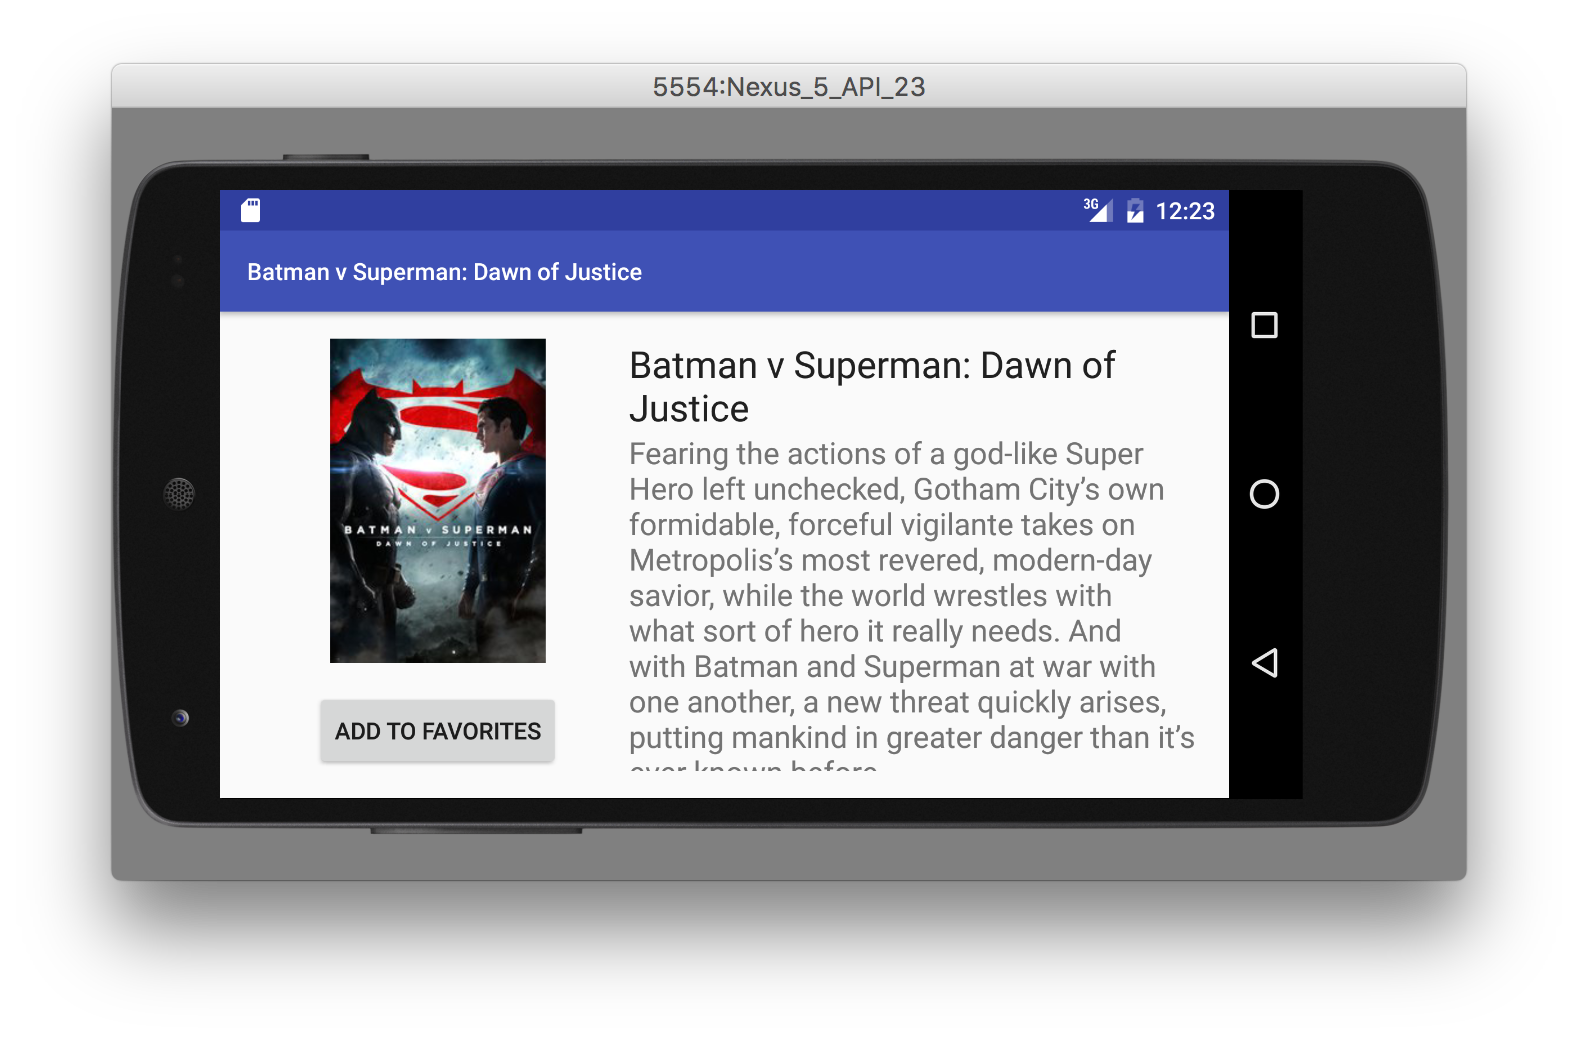 5554:Nexus_5_API_23
3G 12:23
Batman v Superman: Dawn of Justice
BATMAN v SUPERMAN
DAWN OF JUSTICE
ADD TO FAVORITES
Batman v Superman: Dawn of
Justice
Fearing the actions of a god-like Super
Hero left unchecked, Gotham City’s own
formidable, forceful vigilante takes on
Metropolis’s most revered, modern-day
savior, while the world wrestles with
what sort of hero it really needs. And
with Batman and Superman at war with
one another, a new threat quickly arises,
putting mankind in greater danger than it’s
ever known before.